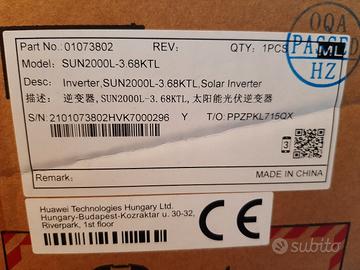 Part No.: 01073802 REV: QTY: 1PCS
Model: SUN2000L-3.68KTL
Desc: Inverter,SUN2000L-3.68KTL,Solar Inverter
描述: 逆变器,SUN2000L-3.68KTL,太阳能光伏逆变器
S/N: 2101073802HVK7000296 Y T/O: PPZPKL715QX
Remark:
MADE IN CHINA
OQA
PASSED
HZ
ML
3
Huawei Technologies Hungary Ltd.
Hungary-Budapest-Kozraktar u. 30-32,
Riverpark, 1st floor
CE
subito